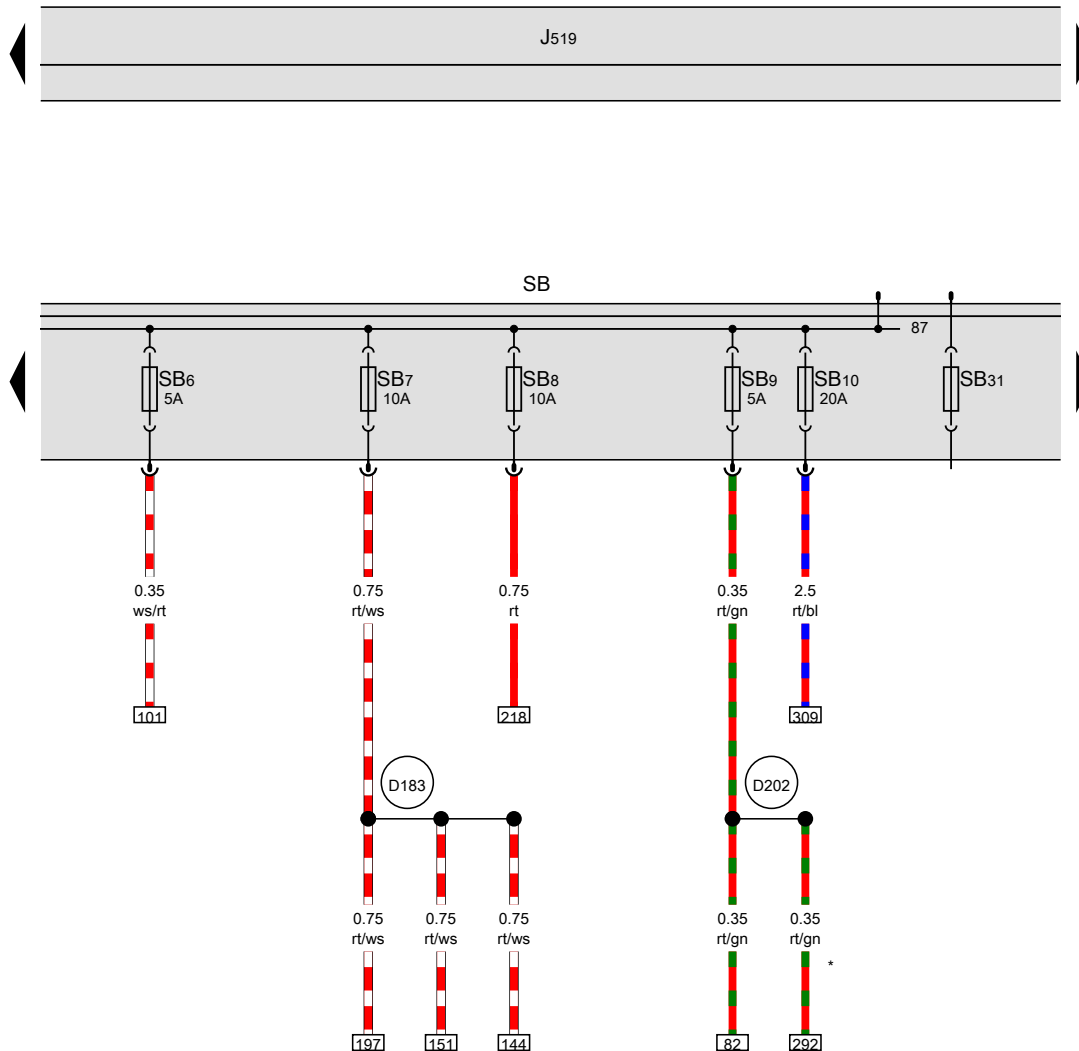 J519
SB
87
SB6 SB7 SB8 SB9 SB10 SB31
5A 10A 10A 5A 20A
0.35 0.75 0.75 0.35 2.5
ws/rt rt/ws rt rt/gn rt/bl
101 218 309
D183 D202
0.75 0.75 0.75 0.35 0.35
rt/ws rt/ws rt/ws rt/gn rt/gn
*
197 151 144 82 292